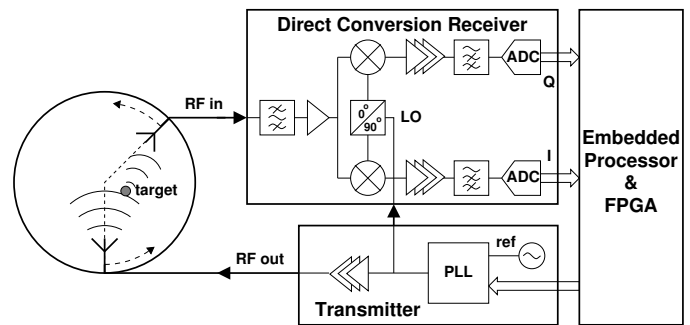 Direct Conversion Receiver
ADC
Q
RF in
0°
90°
LO
Embedded
Processor
&
FPGA
target
I
ADC
RF out
ref
PLL
Transmitter